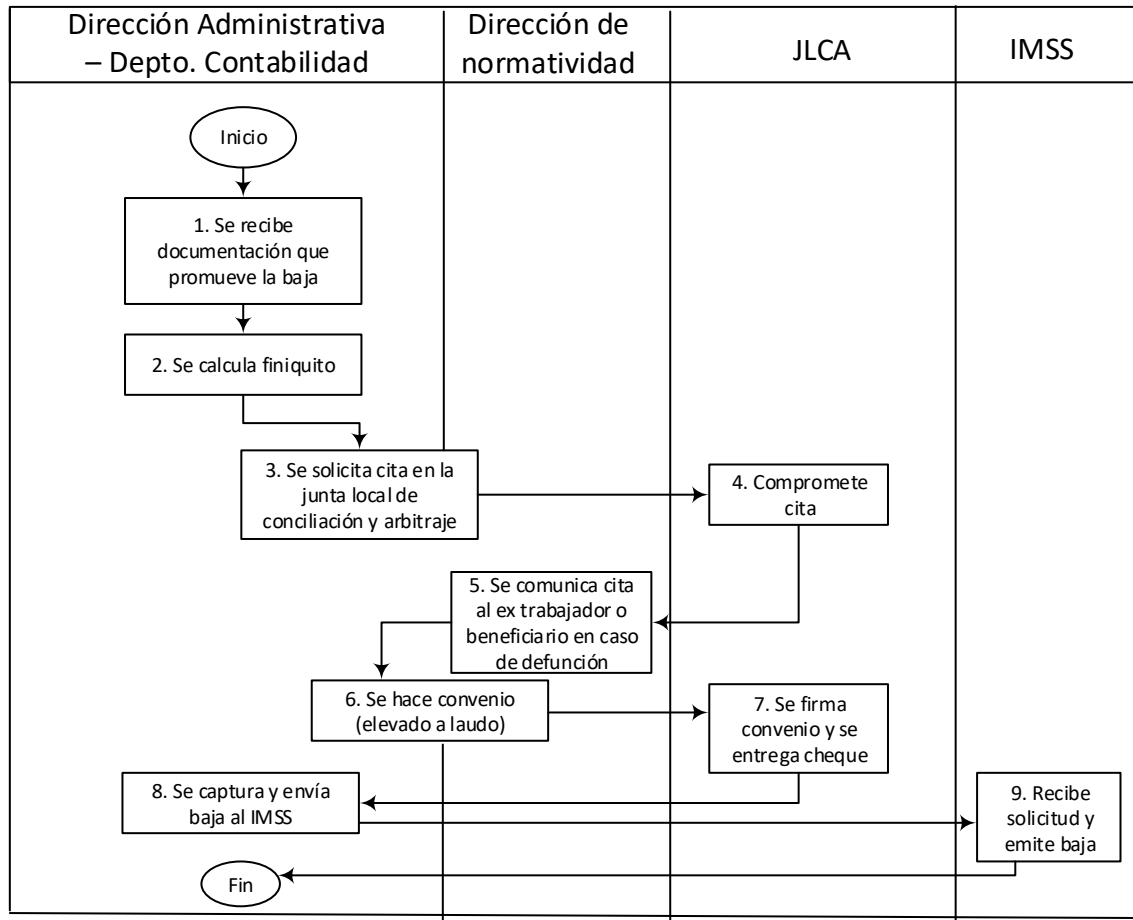 Dirección Administrativa
– Depto. Contabilidad
Dirección de
normatividad
JLCA
IMSS
Inicio
1. Se recibe
documentación que
promueve la baja
2. Se calcula finiquito
3. Se solicita cita en la
junta local de
conciliación y arbitraje
4. Compromete
cita
5. Se comunica cita
al ex trabajador o
beneficiario en caso
de defunción
6. Se hace convenio
(elevado a laudo)
7. Se firma
convenio y se
entrega cheque
8. Se captura y envía
baja al IMSS
9. Recibe
solicitud y
emite baja
Fin